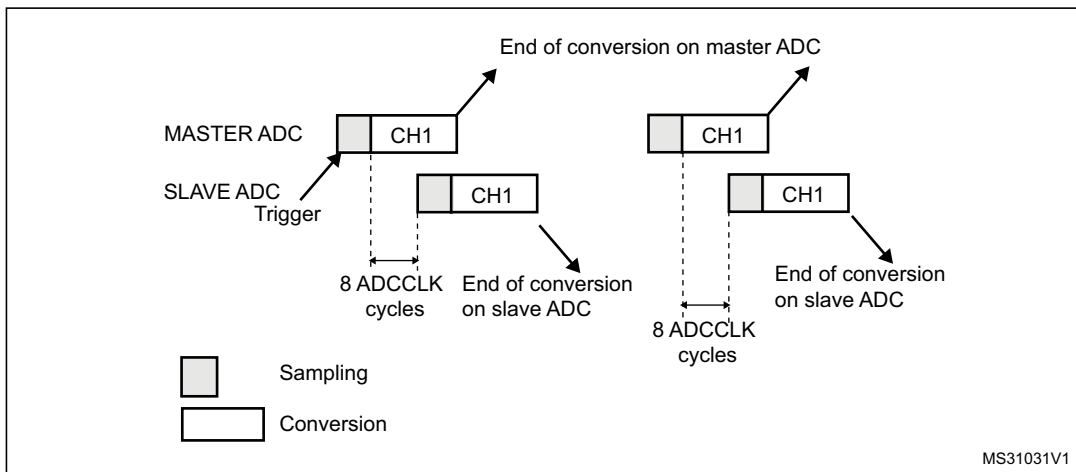 End of conversion on master ADC
MASTER ADC
CH1
CH1
SLAVE ADC
Trigger
CH1
CH1
8 ADCCLK
cycles
End of conversion
on slave ADC
8 ADCCLK
cycles
End of conversion
on slave ADC
Sampling
Conversion
MS31031V1